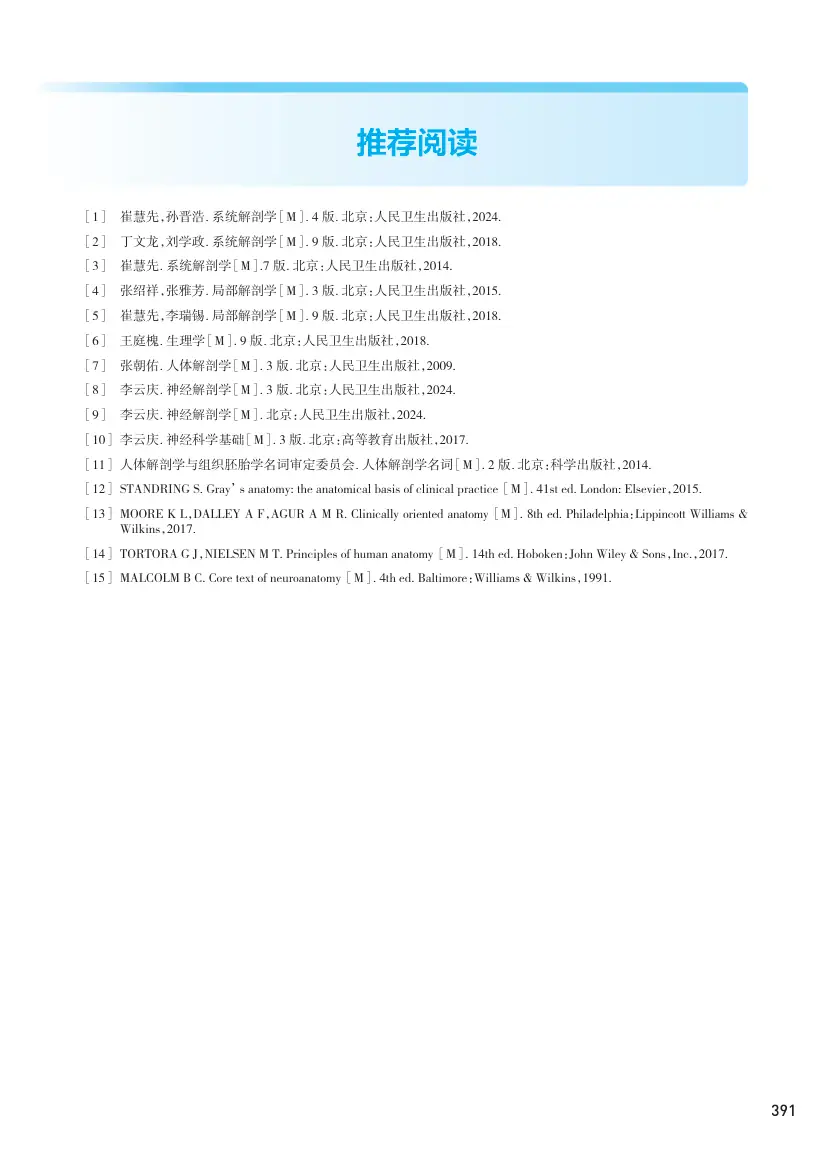 推荐阅读
［1］ 崔慧先,孙晋浩. 系统解剖学［M］. 4 版. 北京:人民卫生出版社,2024.
［2］ 丁文龙,刘学政. 系统解剖学［M］. 9 版. 北京:人民卫生出版社,2018.
［3］ 崔慧先. 系统解剖学［M］.7 版. 北京:人民卫生出版社,2014.
［4］ 张绍祥,张雅芳. 局部解剖学［M］. 3 版. 北京:人民卫生出版社,2015.
［5］ 崔慧先,李瑞锡. 局部解剖学［M］. 9 版. 北京:人民卫生出版社,2018.
［6］ 王庭槐. 生理学［M］. 9 版. 北京:人民卫生出版社,2018.
［7］ 张朝佑. 人体解剖学［M］. 3 版. 北京:人民卫生出版社,2009.
［8］ 李云庆. 神经解剖学［M］. 3 版. 北京:人民卫生出版社,2024.
［9］ 李云庆. 神经解剖学［M］. 北京:人民卫生出版社,2024.
［10］ 李云庆. 神经科学基础［M］. 3 版. 北京:高等教育出版社,2017.
［11］ 人体解剖学与组织胚胎学名词审定委员会. 人体解剖学名词［M］. 2 版. 北京:科学出版社,2014.
［12］ STANDRING S. Gray’s anatomy: the anatomical basis of clinical practice［M］. 41st ed. London: Elsevier,2015.
［13］ MOORE K L,DALLEY A F,AGUR A M R. Clinically oriented anatomy［M］. 8th ed. Philadelphia:Lippincott Williams &
Wilkins,2017.
［14］ TORTORA G J,NIELSEN M T. Principles of human anatomy［M］. 14th ed. Hoboken:John Wiley & Sons,Inc.,2017.
［15］ MALCOLM B C. Core text of neuroanatomy［M］. 4th ed. Baltimore:Williams & Wilkins,1991.
391